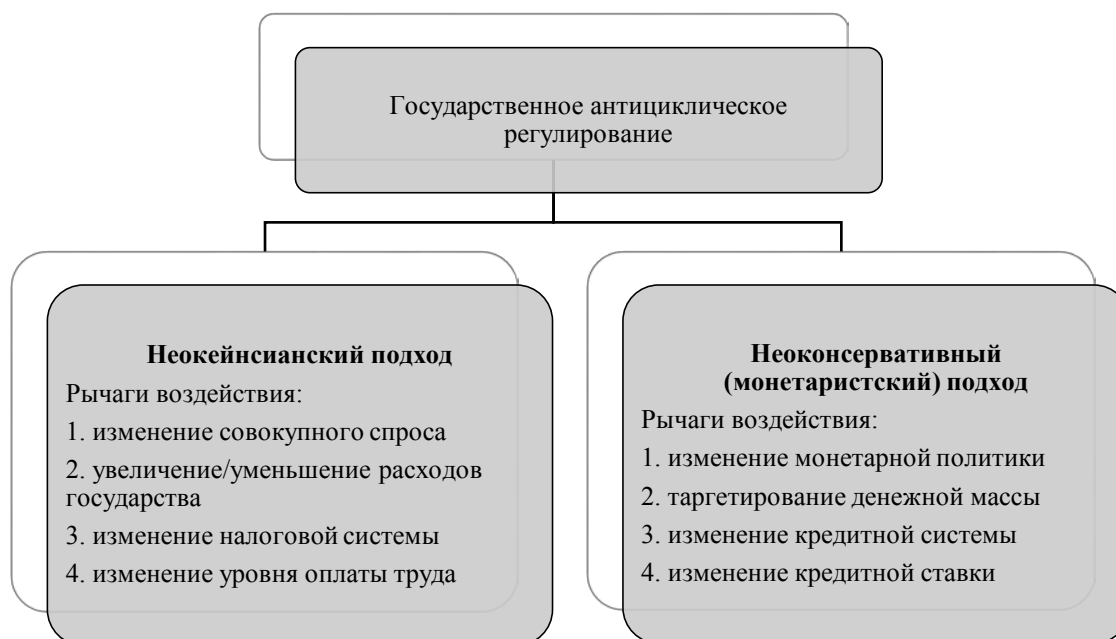 Государственное антициклическое
регулирование
Неокейнсианский подход
Рычаги воздействия:
1. изменение совокупного спроса
2. увеличение/уменьшение расходов
государства
3. изменение налоговой системы
4. изменение уровня оплаты труда
Неоконсервативный
(монетаристский) подход
Рычаги воздействия:
1. изменение монетарной политики
2. таргетирование денежной массы
3. изменение кредитной системы
4. изменение кредитной ставки